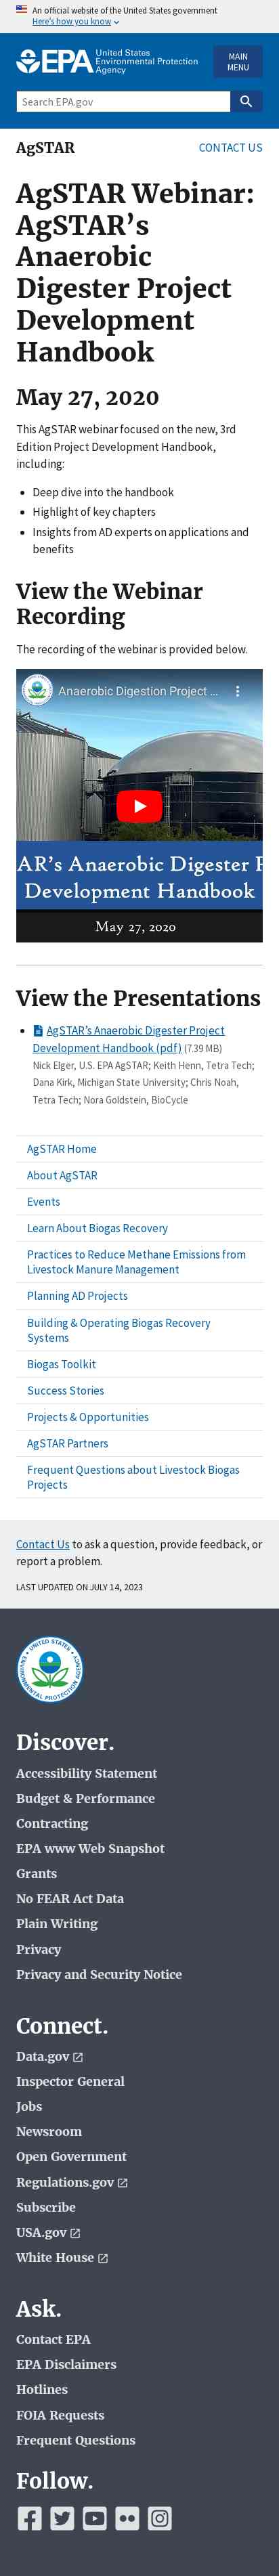 An official website of the United States government
Here's how you know
EPA United States
Environmental Protection
Agency
MAIN
MENU
Search EPA.gov
AgSTAR
CONTACT US
AgSTAR Webinar:
AgSTAR's
Anaerobic
Digester Project
Development
Handbook
May 27, 2020
This AgSTAR webinar focused on the new, 3rd
Edition Project Development Handbook,
including:
Deep dive into the handbook
Highlight of key chapters
Insights from AD experts on applications and
benefits
View the Webinar
Recording
The recording of the webinar is provided below.
Anaerobic Digestion Project ...
AR's Anaerobic Digester P
Development Handbook
May 27, 2020
View the Presentations
AgSTAR's Anaerobic Digester Project
Development Handbook (pdf) (7.39 MB)
Nick Elger, U.S. EPA AgSTAR; Keith Henn, Tetra Tech;
Dana Kirk, Michigan State University; Chris Noah,
Tetra Tech; Nora Goldstein, BioCycle
AgSTAR Home
About AgSTAR
Events
Learn About Biogas Recovery
Practices to Reduce Methane Emissions from
Livestock Manure Management
Planning AD Projects
Building & Operating Biogas Recovery
Systems
Biogas Toolkit
Success Stories
Projects & Opportunities
AgSTAR Partners
Frequent Questions about Livestock Biogas
Projects
Contact Us to ask a question, provide feedback, or
report a problem.
LAST UPDATED ON JULY 14, 2023
UNITED STATES
ENVIRONMENTAL PROTECTION AGENCY
Discover.
Accessibility Statement
Budget & Performance
Contracting
EPA www Web Snapshot
Grants
No FEAR Act Data
Plain Writing
Privacy
Privacy and Security Notice
Connect.
Data.gov
Inspector General
Jobs
Newsroom
Open Government
Regulations.gov
Subscribe
USA.gov
White House
Ask.
Contact EPA
EPA Disclaimers
Hotlines
FOIA Requests
Frequent Questions
Follow.